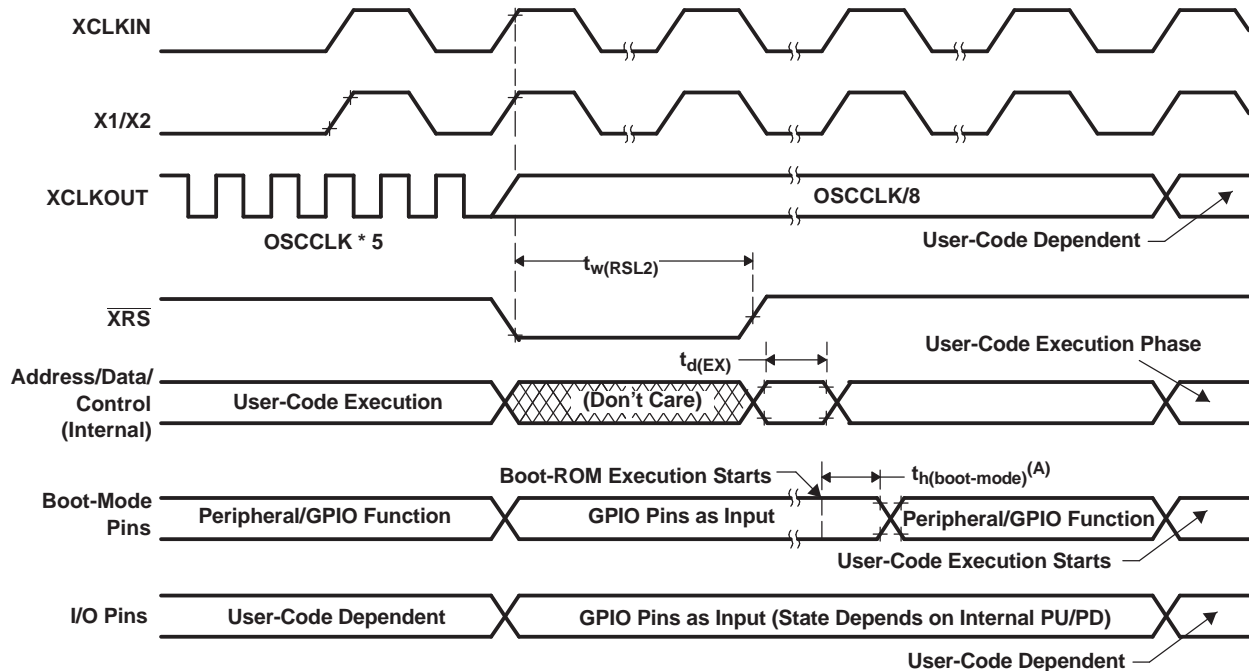 XCLKIN
X1/X2
XCLKOUT
OSCCLK * 5
OSCCLK/8
User-Code Dependent
tw(RSL2)
XRS
td(EX)
User-Code Execution Phase
Address/Data/
Control
(Internal)
User-Code Execution
(Don't Care)
Boot-ROM Execution Starts
th(boot-mode)(A)
Boot-Mode
Pins
Peripheral/GPIO Function
GPIO Pins as Input
Peripheral/GPIO Function
User-Code Execution Starts
I/O Pins
User-Code Dependent
GPIO Pins as Input (State Depends on Internal PU/PD)
User-Code Dependent